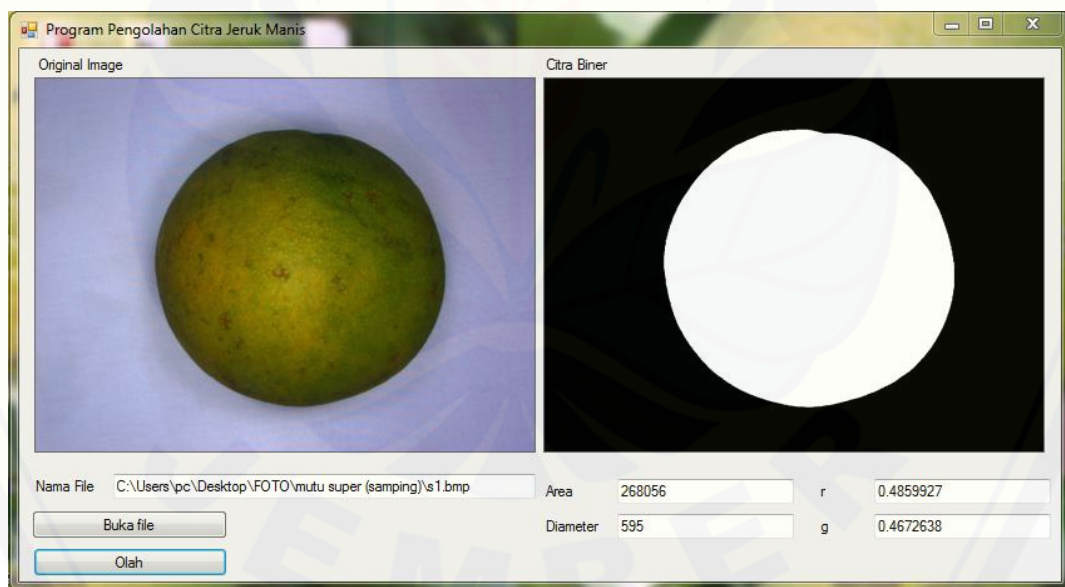 Program Pengolahan Citra Jeruk Manis
Original Image
Citra Biner
Nama File C:\Users\pc\Desktop\FOTO\mutu super (samping)\s1.bmp
Buka file
Olah
Area 268056 r 0.4859927
Diameter 595 g 0.4672638
JEMBER